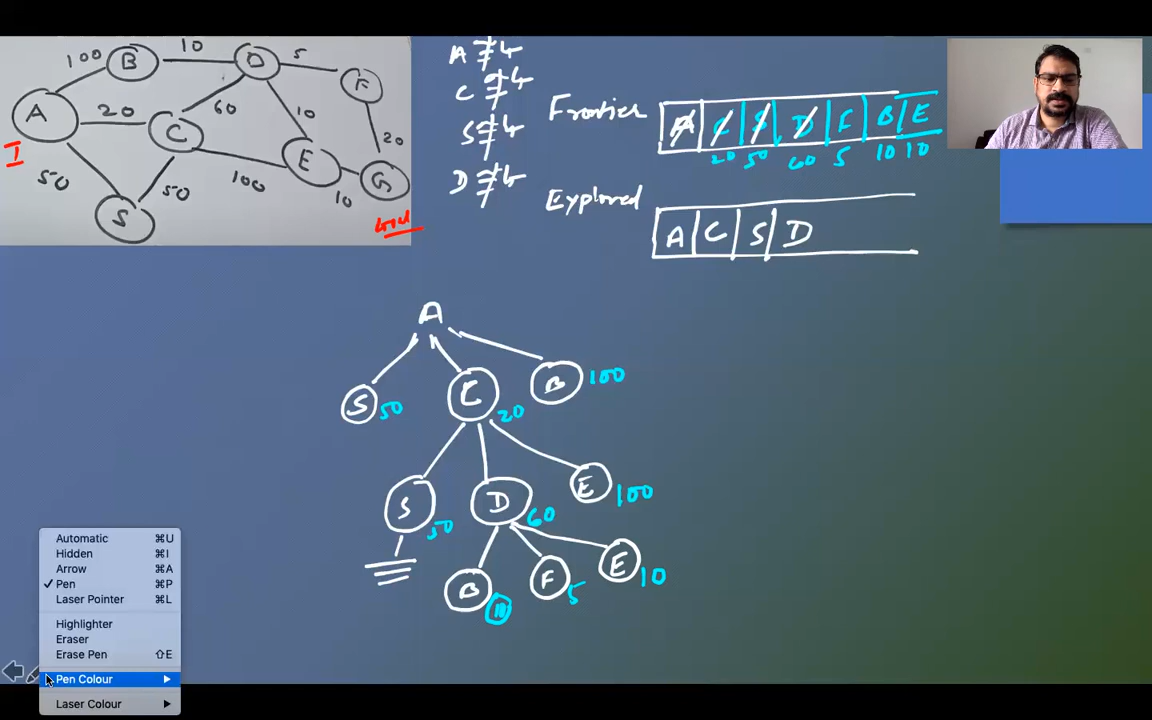 100 B 10 D 5 F
A 20 C 60 10 20
I
50 S 50 100 E 10 G
Goal
A ≠ G
C ≠ G
S ≠ G
D ≠ G
Frontier
A C S D F B E
20 50 60 5 10 10
Explored
A C S D
A
S 50 C 20 B 100
S 50 D 60 E 100
B 10 F 5 E 10
Automatic ⌘U
Hidden ⌘I
Arrow ⌘A
✓ Pen ⌘P
Laser Pointer ⌘L
Highlighter
Eraser
Erase Pen ⇧E
Pen Colour
Laser Colour